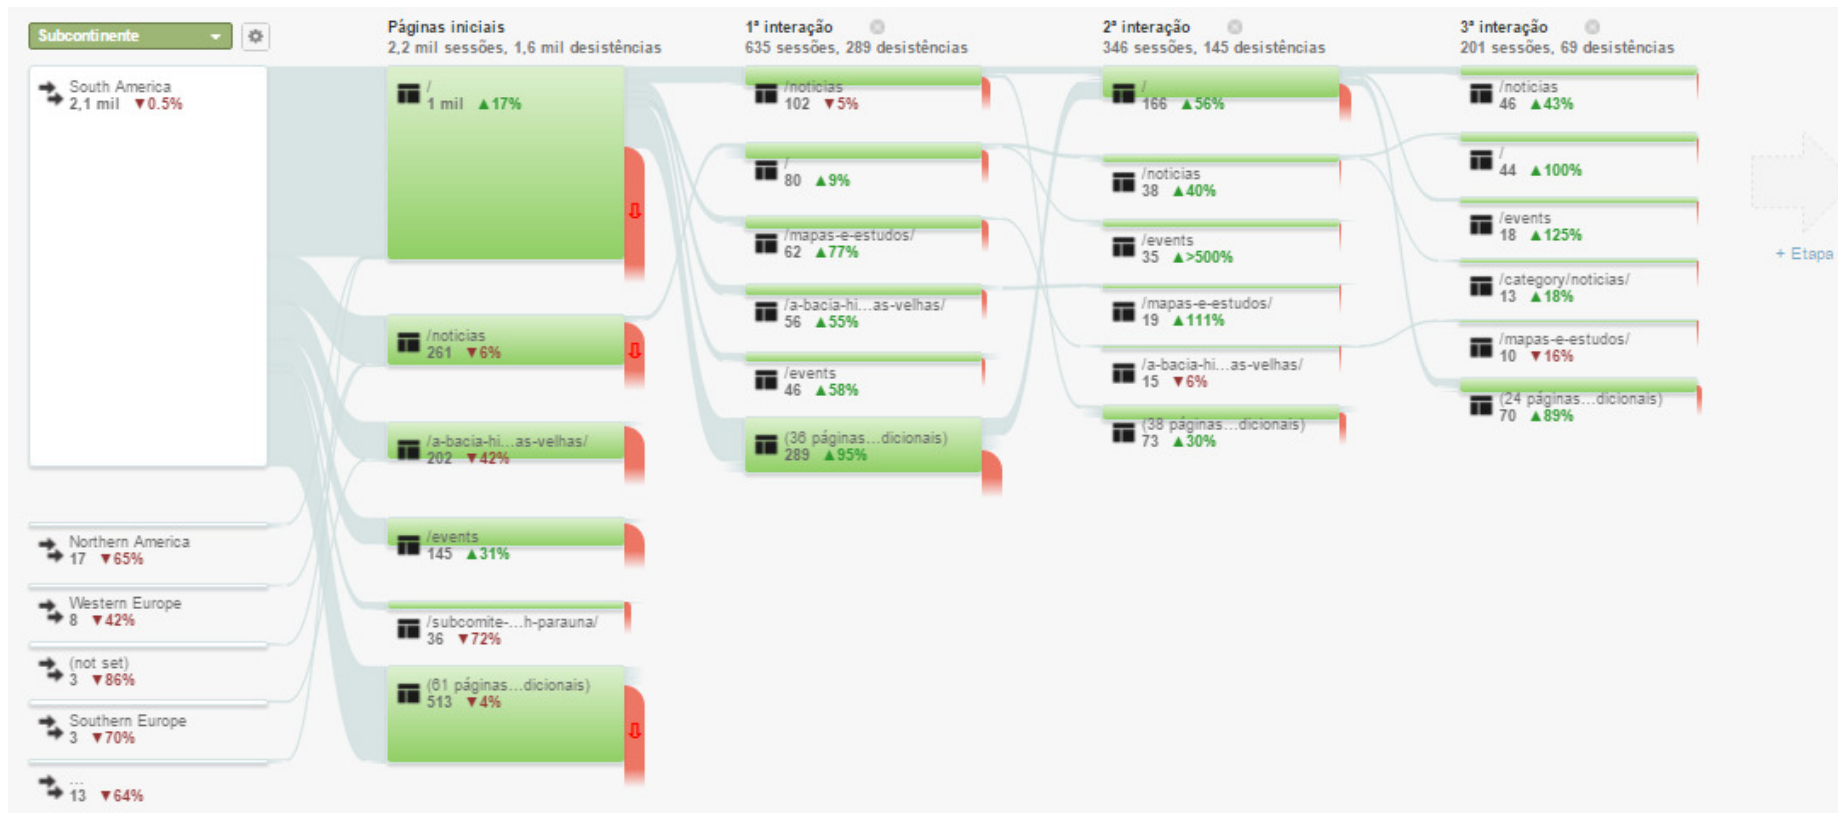 Subcontinente
South America
2,1 mil ▼0.5%
Northern America
17 ▼65%
Western Europe
8 ▼42%
(not set)
3 ▼86%
Southern Europe
3 ▼70%
...
13 ▼64%
Páginas iniciais
2,2 mil sessões, 1,6 mil desistências
/
1 mil ▲17%
/noticias
261 ▼6%
/a-bacia-hi...as-velhas/
202 ▼42%
/events
145 ▲31%
/subcomite-...h-parauna/
36 ▼72%
(61 páginas...dicionais)
513 ▼4%
1ª interação
635 sessões, 289 desistências
/noticias
102 ▼5%
/
80 ▲9%
/mapas-e-estudos/
62 ▲77%
/a-bacia-hi...as-velhas/
56 ▲55%
/events
46 ▲58%
(36 páginas...dicionais)
289 ▲95%
2ª interação
346 sessões, 145 desistências
/
166 ▲56%
/noticias
38 ▲40%
/events
35 ▲>500%
/mapas-e-estudos/
19 ▲111%
/a-bacia-hi...as-velhas/
15 ▼6%
(38 páginas...dicionais)
73 ▲30%
3ª interação
201 sessões, 69 desistências
/noticias
46 ▲43%
/
44 ▲100%
/events
18 ▲125%
/category/noticias/
13 ▲18%
/mapas-e-estudos/
10 ▼16%
(24 páginas...dicionais)
70 ▲89%
+ Etapa